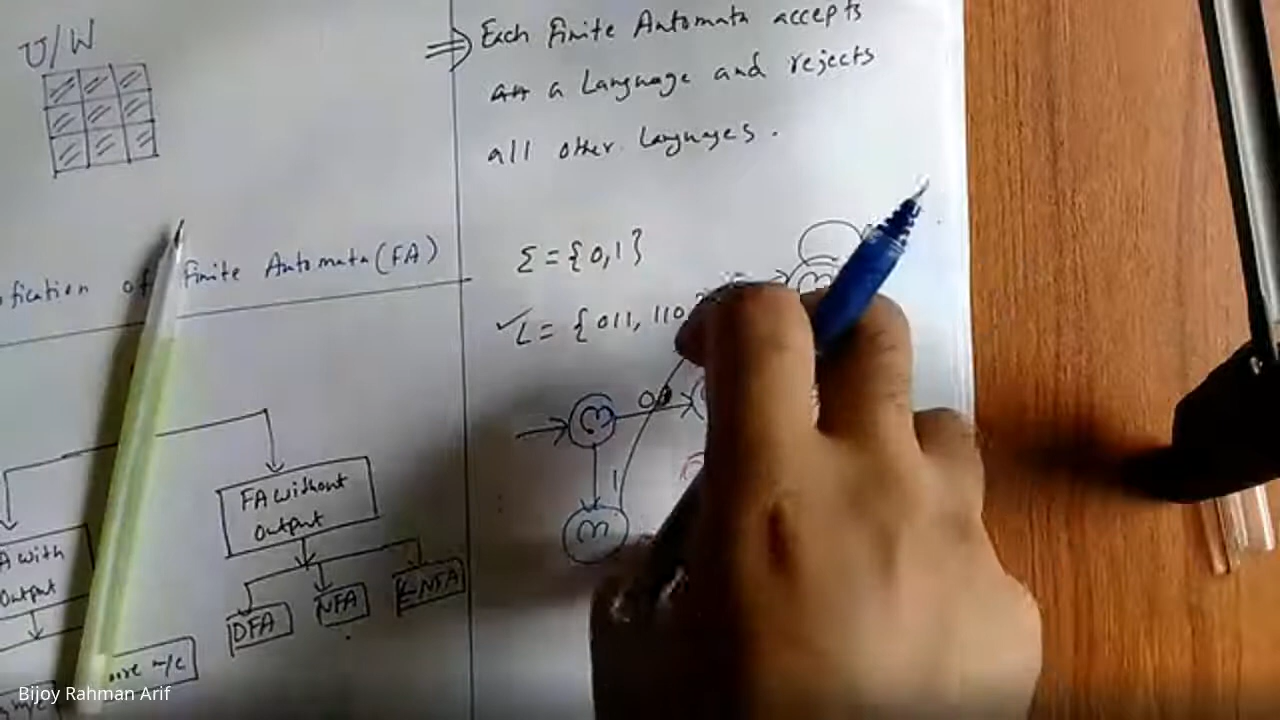 U/W
of Finite Automata (FA)
FA without
Output
A with
Output
DFA
NFA
ε-NFA
m/c
⇒ Each Finite Automata accepts
a̶n̶ a Language and rejects
all other languages.
Σ = {0,1}
✓L = {011, 110,
0
1
Bijoy Rahman Arif